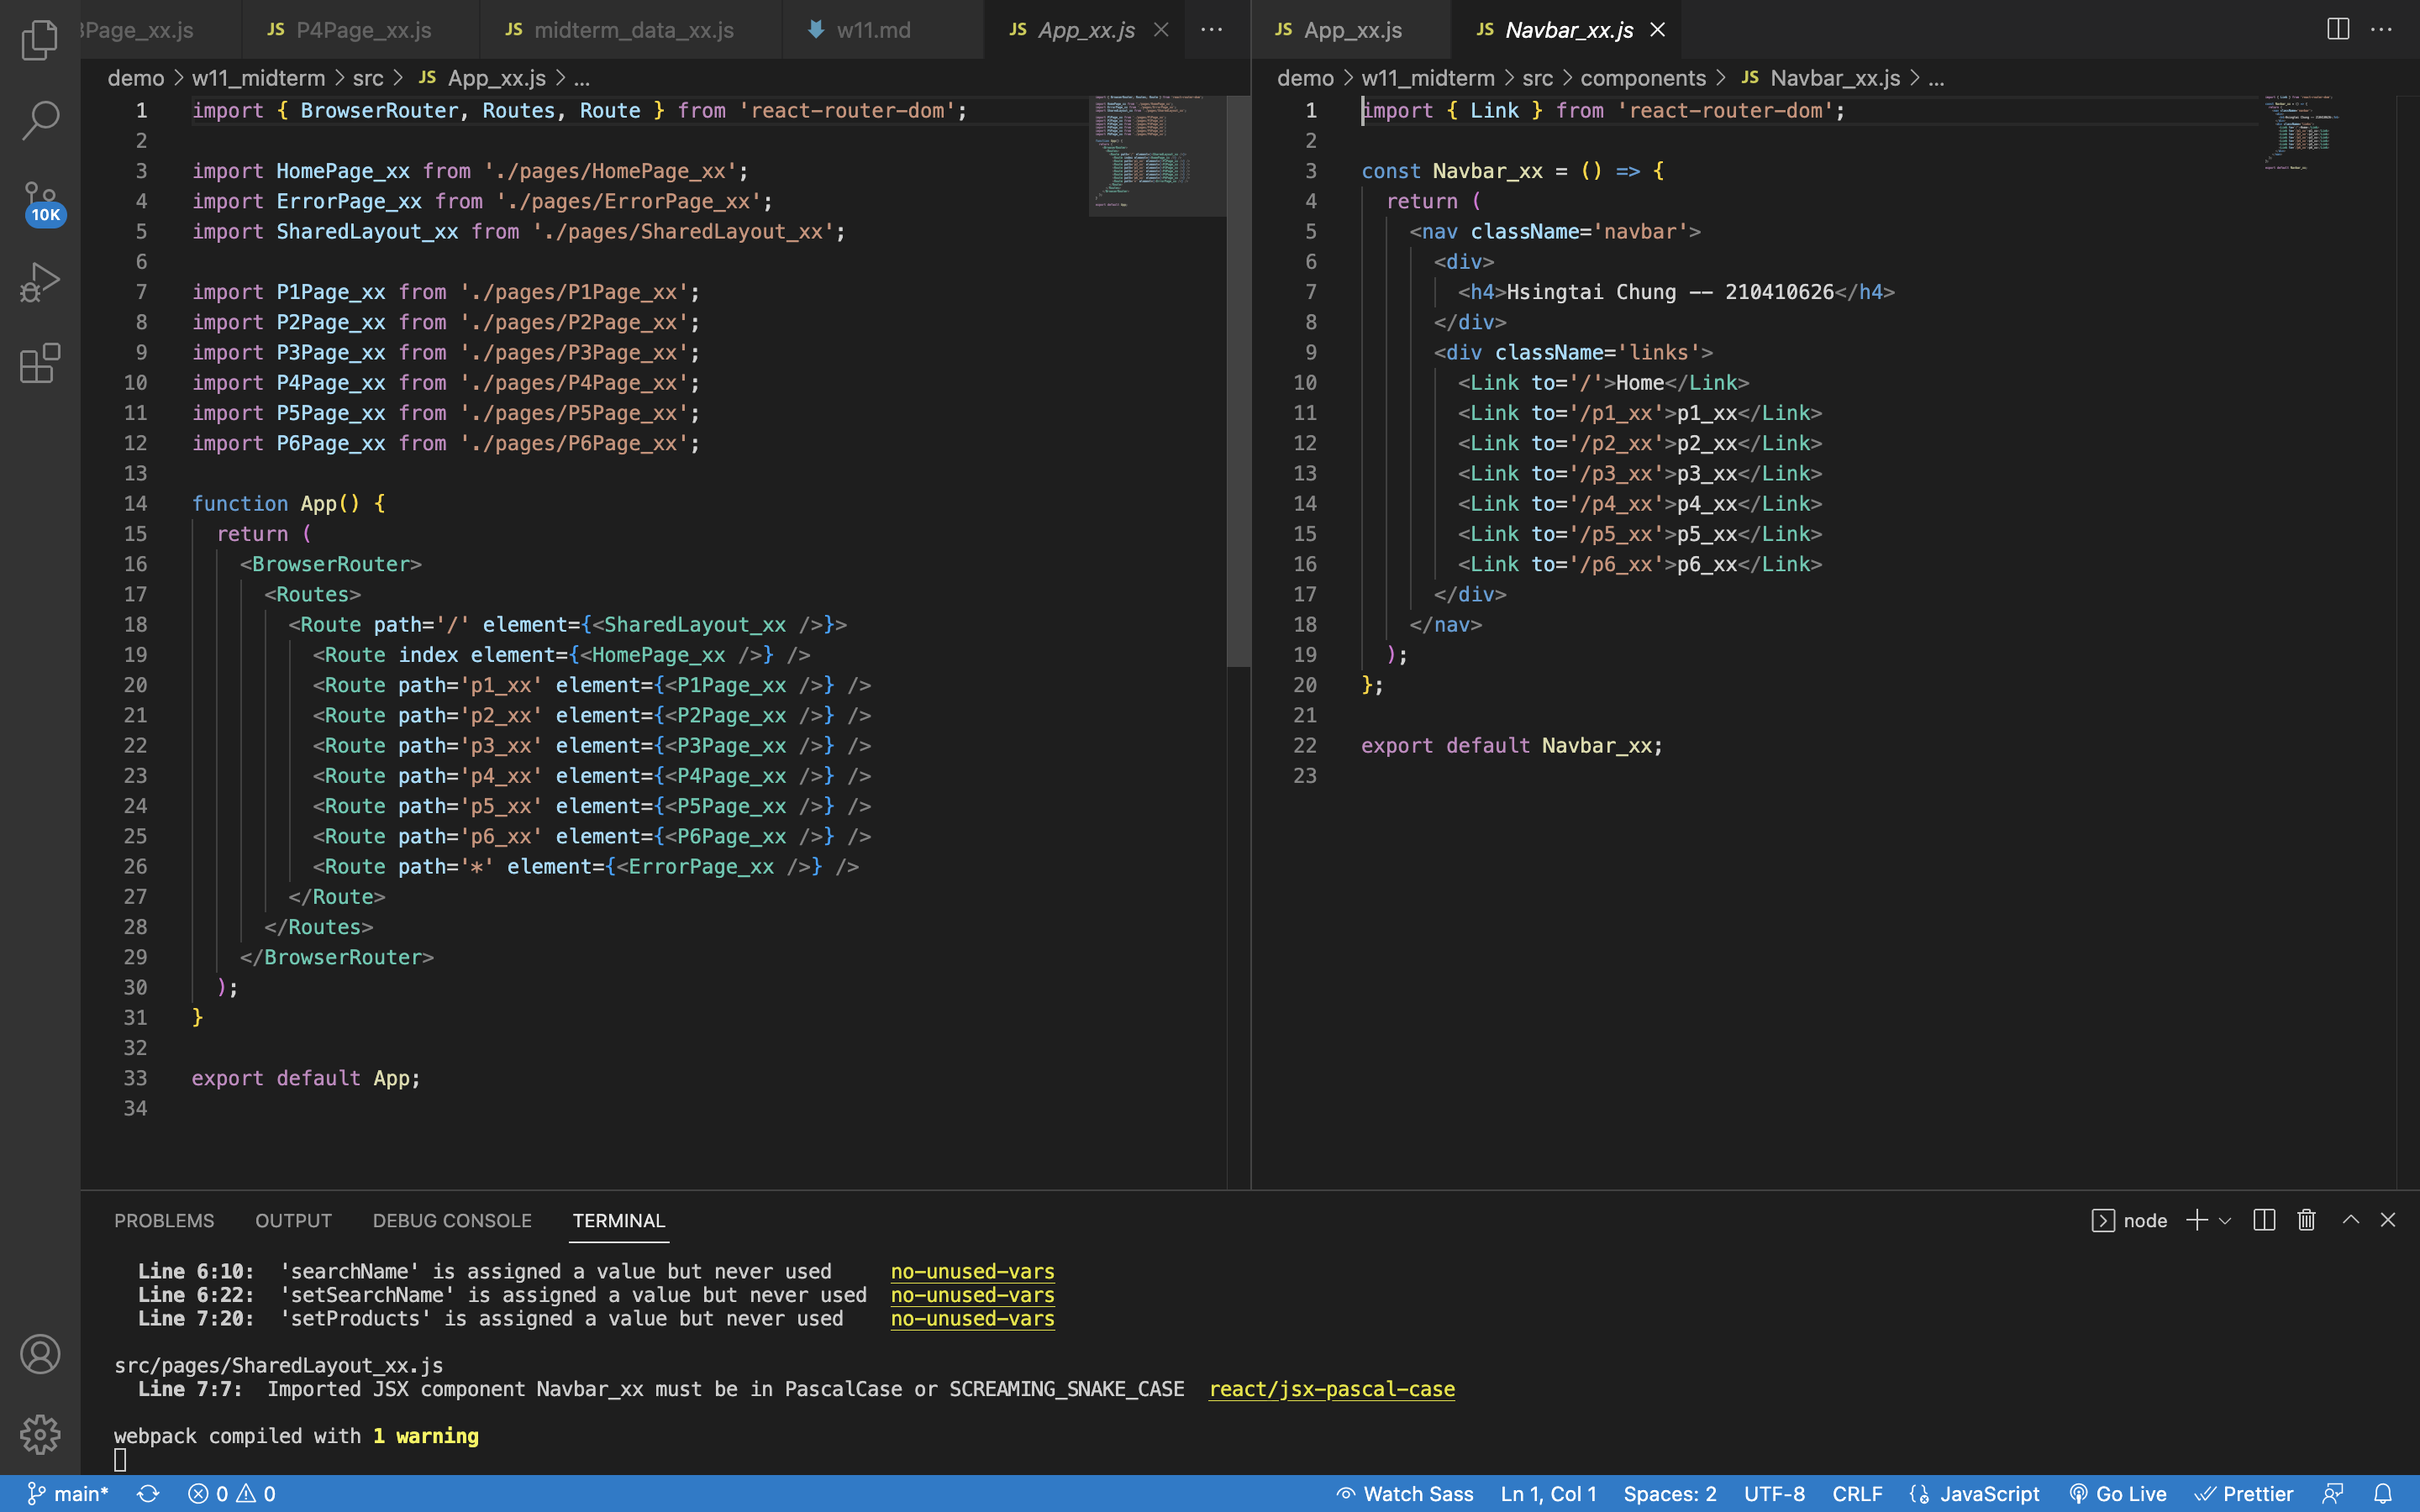 3Page_xx.js
JS P4Page_xx.js
JS midterm_data_xx.js
w11.md
JS App_xx.js
JS App_xx.js
JS Navbar_xx.js
10K
demo > w11_midterm > src > JS App_xx.js > ...
1 import { BrowserRouter, Routes, Route } from 'react-router-dom';
2
3 import HomePage_xx from './pages/HomePage_xx';
4 import ErrorPage_xx from './pages/ErrorPage_xx';
5 import SharedLayout_xx from './pages/SharedLayout_xx';
6
7 import P1Page_xx from './pages/P1Page_xx';
8 import P2Page_xx from './pages/P2Page_xx';
9 import P3Page_xx from './pages/P3Page_xx';
10 import P4Page_xx from './pages/P4Page_xx';
11 import P5Page_xx from './pages/P5Page_xx';
12 import P6Page_xx from './pages/P6Page_xx';
13
14 function App() {
15 return (
16 <BrowserRouter>
17 <Routes>
18 <Route path='/' element={<SharedLayout_xx />}>
19 <Route index element={<HomePage_xx />} />
20 <Route path='p1_xx' element={<P1Page_xx />} />
21 <Route path='p2_xx' element={<P2Page_xx />} />
22 <Route path='p3_xx' element={<P3Page_xx />} />
23 <Route path='p4_xx' element={<P4Page_xx />} />
24 <Route path='p5_xx' element={<P5Page_xx />} />
25 <Route path='p6_xx' element={<P6Page_xx />} />
26 <Route path='*' element={<ErrorPage_xx />} />
27 </Route>
28 </Routes>
29 </BrowserRouter>
30 );
31 }
32
33 export default App;
34
demo > w11_midterm > src > components > JS Navbar_xx.js > ...
1 import { Link } from 'react-router-dom';
2
3 const Navbar_xx = () => {
4 return (
5 <nav className='navbar'>
6 <div>
7 <h4>Hsingtai Chung -- 210410626</h4>
8 </div>
9 <div className='links'>
10 <Link to='/'>Home</Link>
11 <Link to='/p1_xx'>p1_xx</Link>
12 <Link to='/p2_xx'>p2_xx</Link>
13 <Link to='/p3_xx'>p3_xx</Link>
14 <Link to='/p4_xx'>p4_xx</Link>
15 <Link to='/p5_xx'>p5_xx</Link>
16 <Link to='/p6_xx'>p6_xx</Link>
17 </div>
18 </nav>
19 );
20 };
21
22 export default Navbar_xx;
23
PROBLEMS OUTPUT DEBUG CONSOLE TERMINAL
node
Line 6:10: 'searchName' is assigned a value but never used no-unused-vars
Line 6:22: 'setSearchName' is assigned a value but never used no-unused-vars
Line 7:20: 'setProducts' is assigned a value but never used no-unused-vars
src/pages/SharedLayout_xx.js
Line 7:7: Imported JSX component Navbar_xx must be in PascalCase or SCREAMING_SNAKE_CASE react/jsx-pascal-case
webpack compiled with 1 warning
main* 0 0 Watch Sass Ln 1, Col 1 Spaces: 2 UTF-8 CRLF JavaScript Go Live Prettier